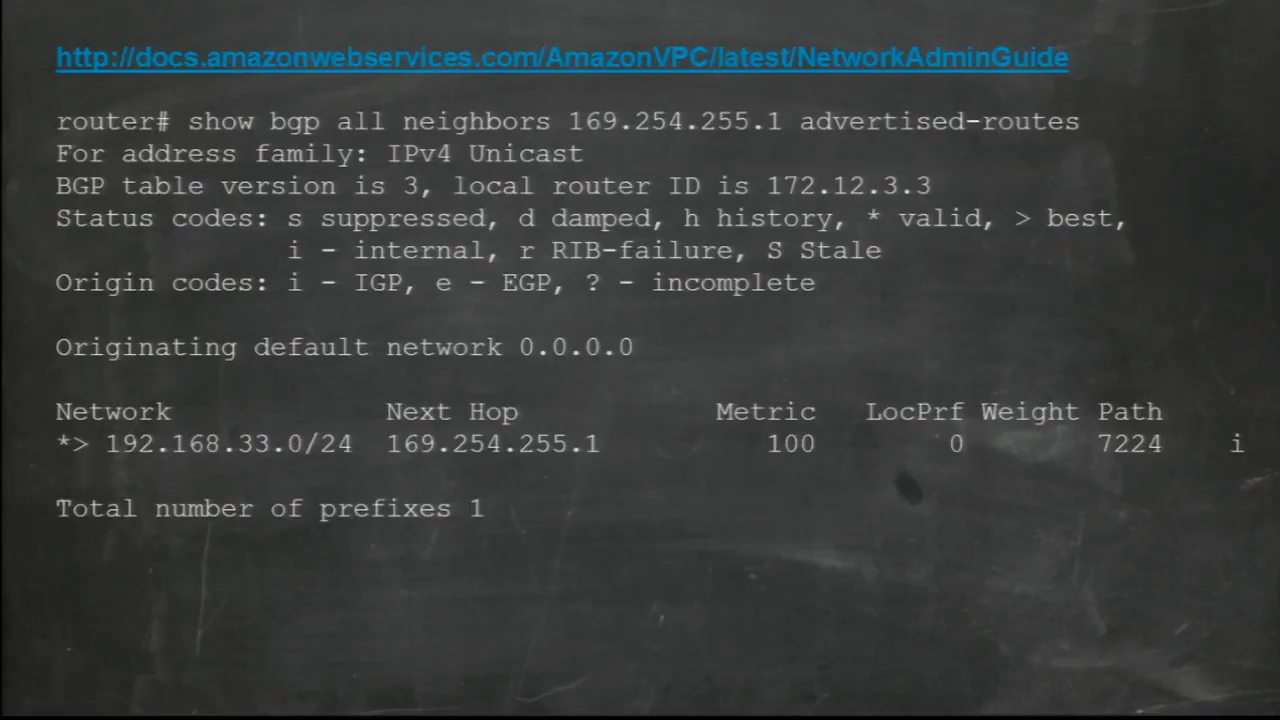 http://docs.amazonwebservices.com/AmazonVPC/latest/NetworkAdminGuide
router# show bgp all neighbors 169.254.255.1 advertised-routes
For address family: IPv4 Unicast
BGP table version is 3, local router ID is 172.12.3.3
Status codes: s suppressed, d damped, h history, * valid, > best,
i - internal, r RIB-failure, S Stale
Origin codes: i - IGP, e - EGP, ? - incomplete
Originating default network 0.0.0.0
Network Next Hop Metric LocPrf Weight Path
*> 192.168.33.0/24 169.254.255.1 100 0 7224 i
Total number of prefixes 1